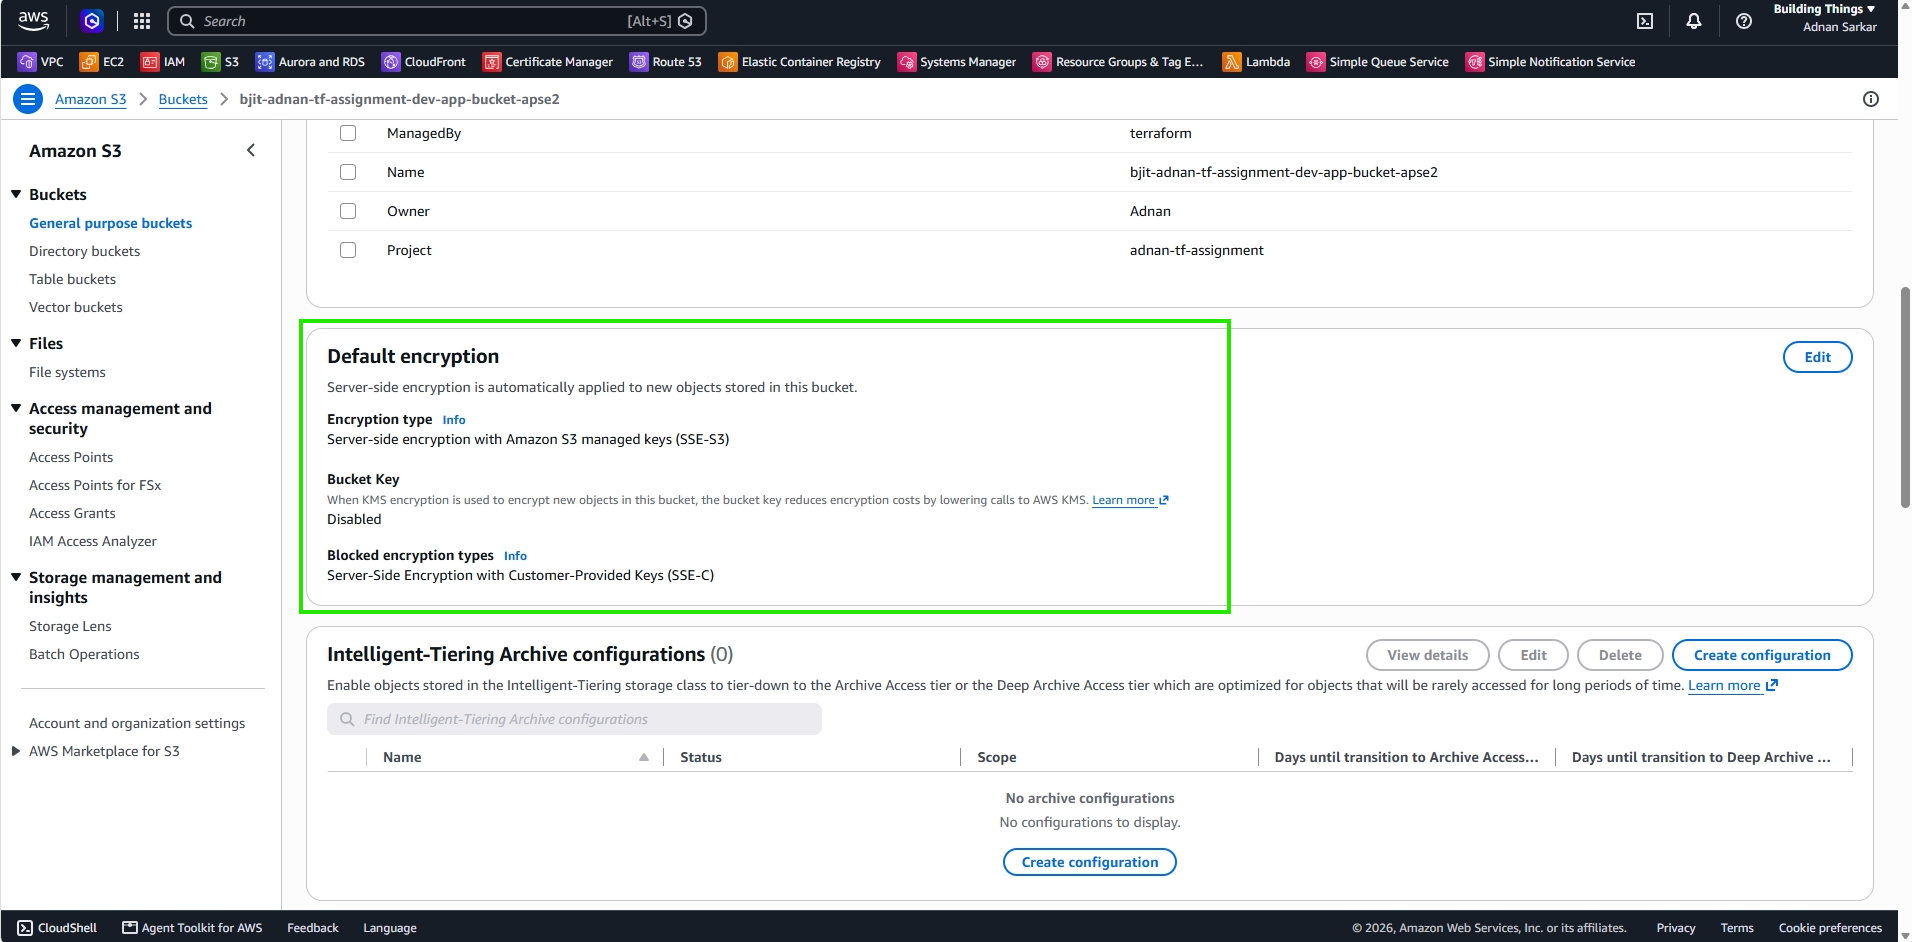 aws
Search [Alt+S]
Building Things ▼
Adnan Sarkar
VPC EC2 IAM S3 Aurora and RDS CloudFront Certificate Manager Route 53 Elastic Container Registry Systems Manager Resource Groups & Tag E... Lambda Simple Queue Service Simple Notification Service
Amazon S3 > Buckets > bjit-adnan-tf-assignment-dev-app-bucket-apse2
Amazon S3
Buckets
General purpose buckets
Directory buckets
Table buckets
Vector buckets
Files
File systems
Access management and
security
Access Points
Access Points for FSx
Access Grants
IAM Access Analyzer
Storage management and
insights
Storage Lens
Batch Operations
Account and organization settings
AWS Marketplace for S3
ManagedBy terraform
Name bjit-adnan-tf-assignment-dev-app-bucket-apse2
Owner Adnan
Project adnan-tf-assignment
Default encryption
Edit
Server-side encryption is automatically applied to new objects stored in this bucket.
Encryption type Info
Server-side encryption with Amazon S3 managed keys (SSE-S3)
Bucket Key
When KMS encryption is used to encrypt new objects in this bucket, the bucket key reduces encryption costs by lowering calls to AWS KMS. Learn more
Disabled
Blocked encryption types Info
Server-Side Encryption with Customer-Provided Keys (SSE-C)
Intelligent-Tiering Archive configurations (0)
View details Edit Delete Create configuration
Enable objects stored in the Intelligent-Tiering storage class to tier-down to the Archive Access tier or the Deep Archive Access tier which are optimized for objects that will be rarely accessed for long periods of time. Learn more
Find Intelligent-Tiering Archive configurations
Name Status Scope Days until transition to Archive Access... Days until transition to Deep Archive ...
No archive configurations
No configurations to display.
Create configuration
CloudShell Agent Toolkit for AWS Feedback Language © 2026, Amazon Web Services, Inc. or its affiliates. Privacy Terms Cookie preferences